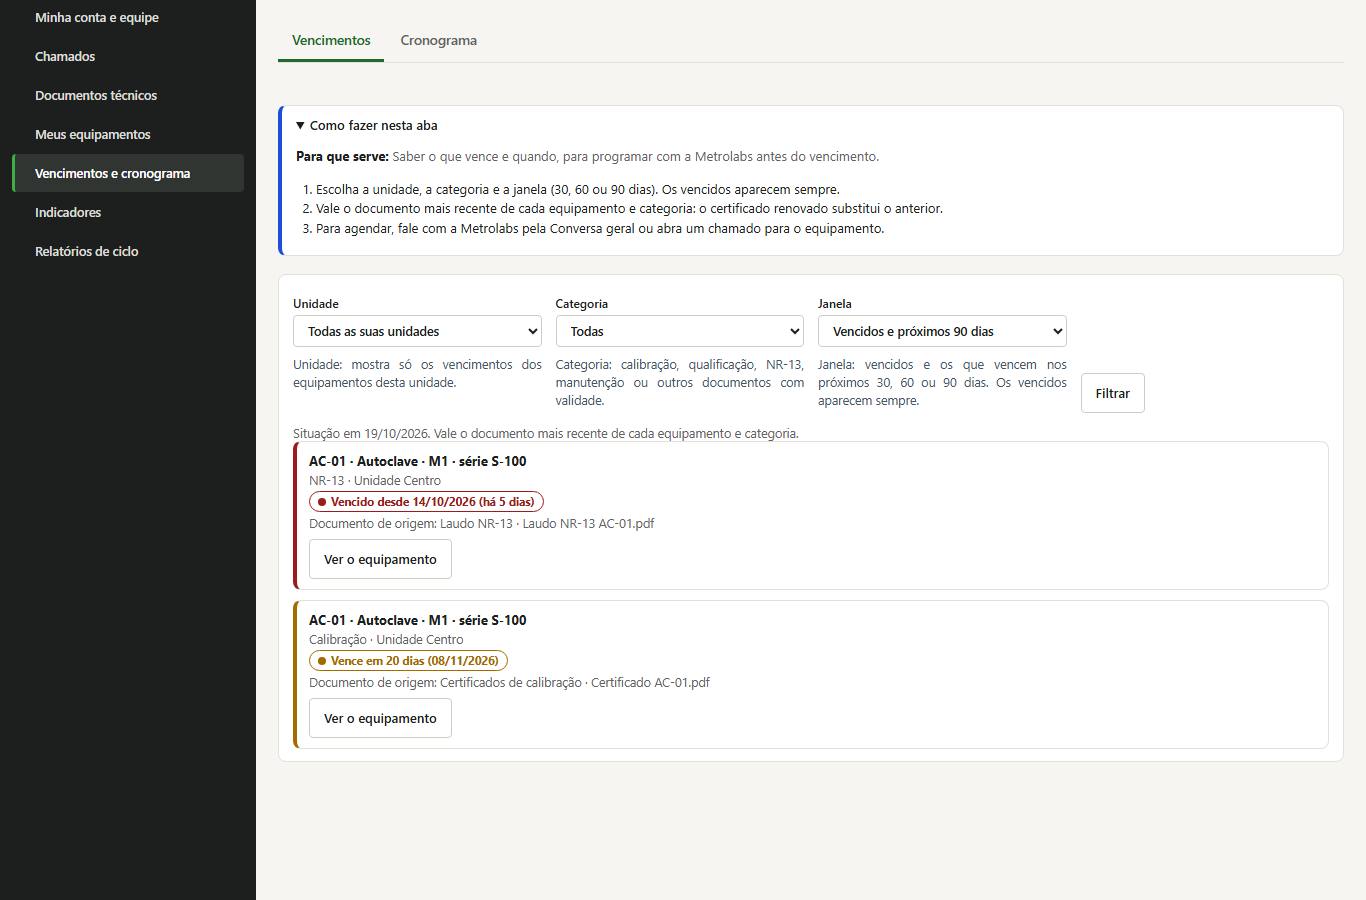 Minha conta e equipe
Chamados
Documentos técnicos
Meus equipamentos
Vencimentos e cronograma
Indicadores
Relatórios de ciclo
Vencimentos
Cronograma
▼ Como fazer nesta aba
Para que serve: Saber o que vence e quando, para programar com a Metrolabs antes do vencimento.
1. Escolha a unidade, a categoria e a janela (30, 60 ou 90 dias). Os vencidos aparecem sempre.
2. Vale o documento mais recente de cada equipamento e categoria: o certificado renovado substitui o anterior.
3. Para agendar, fale com a Metrolabs pela Conversa geral ou abra um chamado para o equipamento.
Unidade
Todas as suas unidades
Unidade: mostra só os vencimentos dos
equipamentos desta unidade.
Categoria
Todas
Categoria: calibração, qualificação, NR-13,
manutenção ou outros documentos com
validade.
Janela
Vencidos e próximos 90 dias
Janela: vencidos e os que vencem nos
próximos 30, 60 ou 90 dias. Os vencidos
aparecem sempre.
Filtrar
Situação em 19/10/2026. Vale o documento mais recente de cada equipamento e categoria.
AC-01 · Autoclave · M1 · série S-100
NR-13 · Unidade Centro
● Vencido desde 14/10/2026 (há 5 dias)
Documento de origem: Laudo NR-13 · Laudo NR-13 AC-01.pdf
Ver o equipamento
AC-01 · Autoclave · M1 · série S-100
Calibração · Unidade Centro
● Vence em 20 dias (08/11/2026)
Documento de origem: Certificados de calibração · Certificado AC-01.pdf
Ver o equipamento